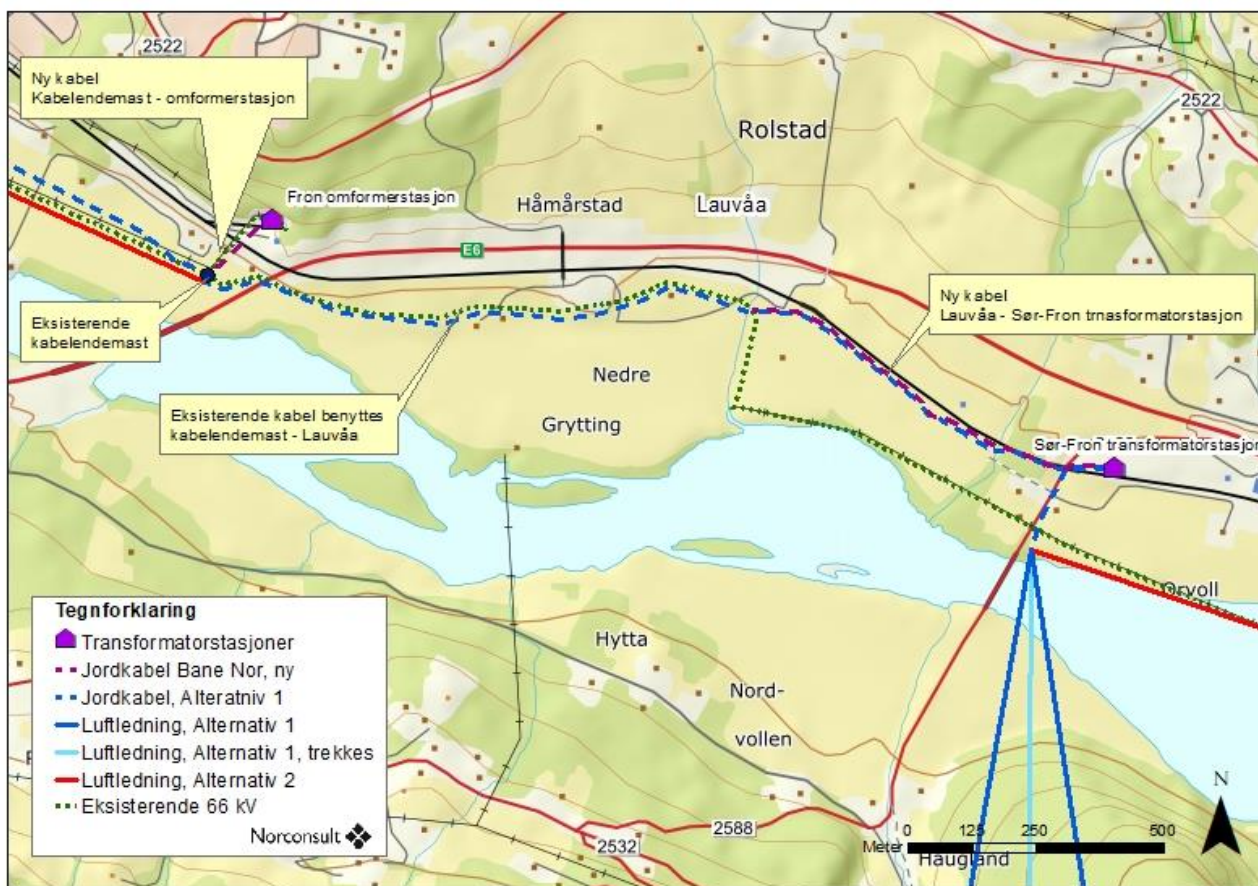 2522
Ny kabel
Kabelendemast - omformerstasjon
2522
Rolstad
Fron omformerstasjon
Håmårstad
Lauvåa
E6
Ny kabel
Lauvåa - Sør-Fron trnasformatorstasjon
Eksisterende
kabelendemast
Nedre
Grytting
Eksisterende kabel benyttes
kabelendemast - Lauvåa
Sør-Fron transformatorstasjon
Orvoll
Hytta
Nord-
vollen
Tegnforklaring
Transformatorstasjoner
Jordkabel Bane Nor, ny
Jordkabel, Alteratniv 1
Luftledning, Alternativ 1
Luftledning, Alternativ 1, trekkes
Luftledning, Alternativ 2
Eksisterende 66 kV
Norconsult
2588
2532
N
0 125 250 500
Meter
Haugland